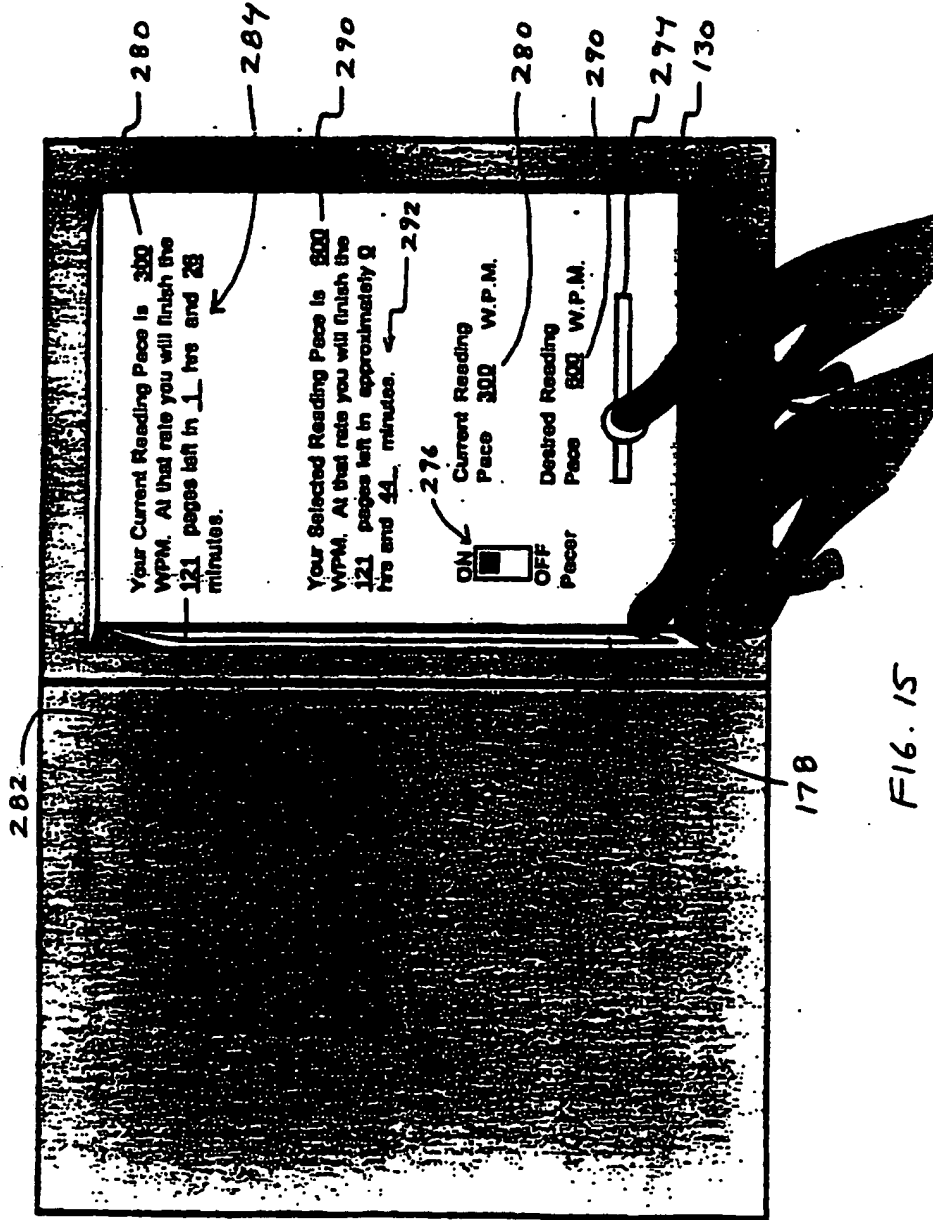 Your Current Reading Pace is 300
WPM. At that rate you will finish the
121 pages left in 1 hrs and 28
minutes.
Your Selected Reading Pace is 600
WPM. At that rate you will finish the
121 pages left in approximately 0
hrs and 44 minutes.
ON
OFF
Pacer
Current Reading
Pace 300 W.P.M.
Desired Reading
Pace 600 W.P.M.
280
284
290
292
276
280
290
294
130
282
178
FIG. 15